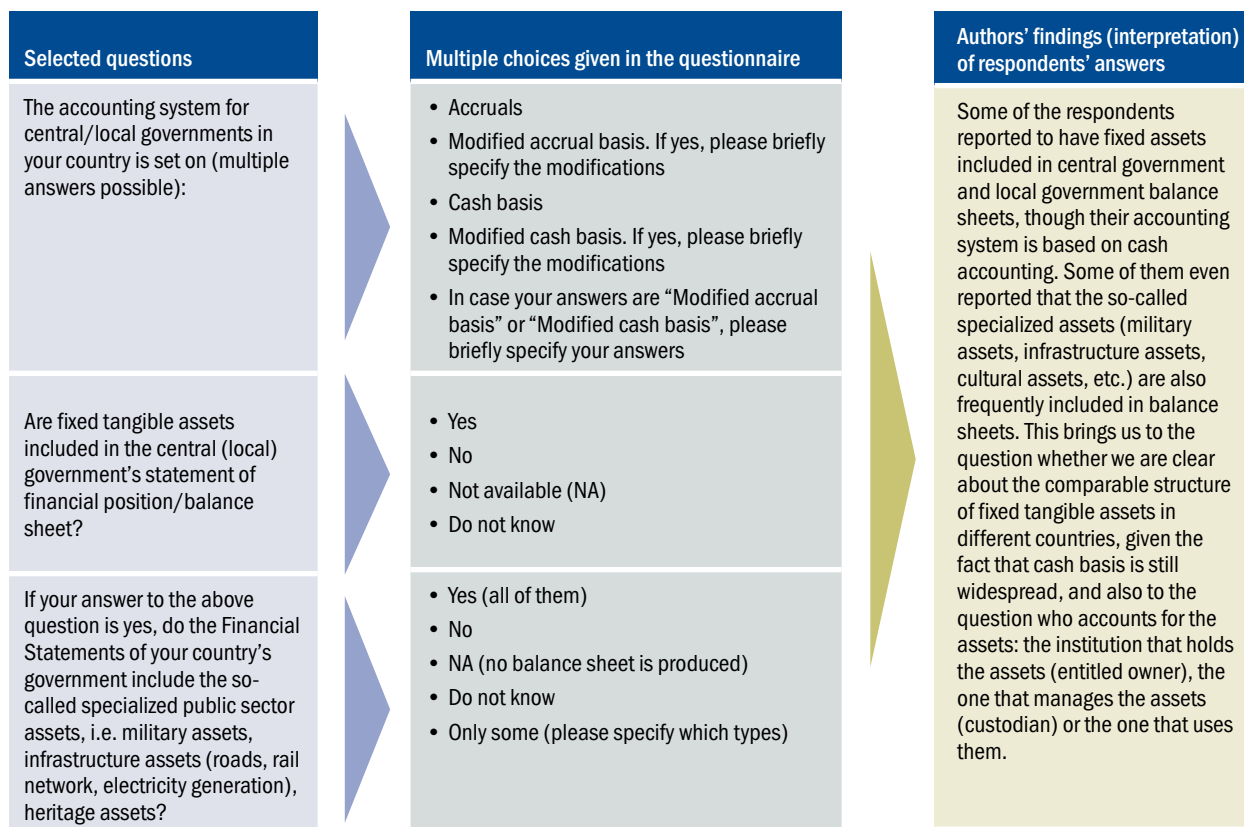 Selected questions
Multiple choices given in the questionnaire
Authors’ findings (interpretation)
of respondents’ answers
The accounting system for
central/local governments in
your country is set on (multiple
answers possible):
• Accruals
• Modified accrual basis. If yes, please briefly
specify the modifications
• Cash basis
• Modified cash basis. If yes, please briefly
specify the modifications
• In case your answers are “Modified accrual
basis” or “Modified cash basis”, please
briefly specify your answers
Are fixed tangible assets
included in the central (local)
government’s statement of
financial position/balance
sheet?
• Yes
• No
• Not available (NA)
• Do not know
If your answer to the above
question is yes, do the Financial
Statements of your country’s
government include the so-
called specialized public sector
assets, i.e. military assets,
infrastructure assets (roads, rail
network, electricity generation),
heritage assets?
• Yes (all of them)
• No
• NA (no balance sheet is produced)
• Do not know
• Only some (please specify which types)
Some of the respondents
reported to have fixed assets
included in central government
and local government balance
sheets, though their accounting
system is based on cash
accounting. Some of them even
reported that the so-called
specialized assets (military
assets, infrastructure assets,
cultural assets, etc.) are also
frequently included in balance
sheets. This brings us to the
question whether we are clear
about the comparable structure
of fixed tangible assets in
different countries, given the
fact that cash basis is still
widespread, and also to the
question who accounts for the
assets: the institution that holds
the assets (entitled owner), the
one that manages the assets
(custodian) or the one that uses
them.